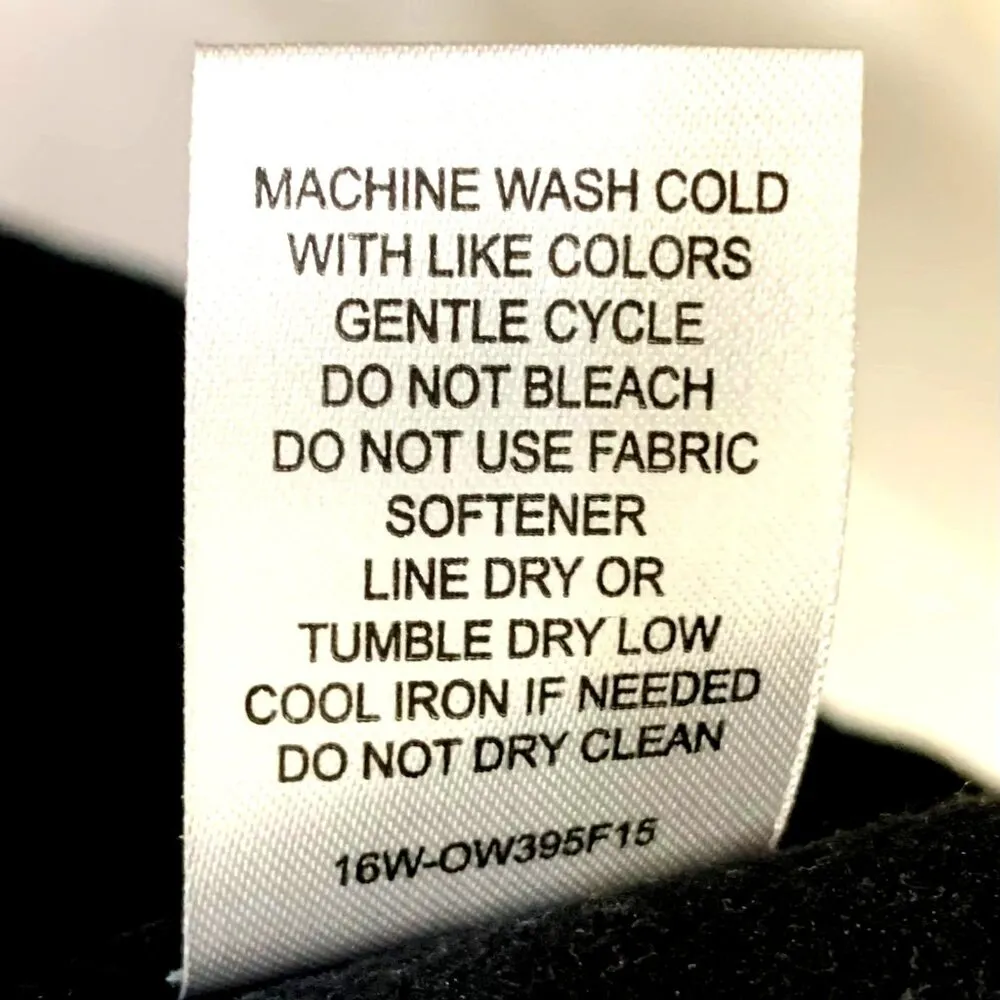 MACHINE WASH COLD
WITH LIKE COLORS
GENTLE CYCLE
DO NOT BLEACH
DO NOT USE FABRIC
SOFTENER
LINE DRY OR
TUMBLE DRY LOW
COOL IRON IF NEEDED
DO NOT DRY CLEAN
16W-OW395F15